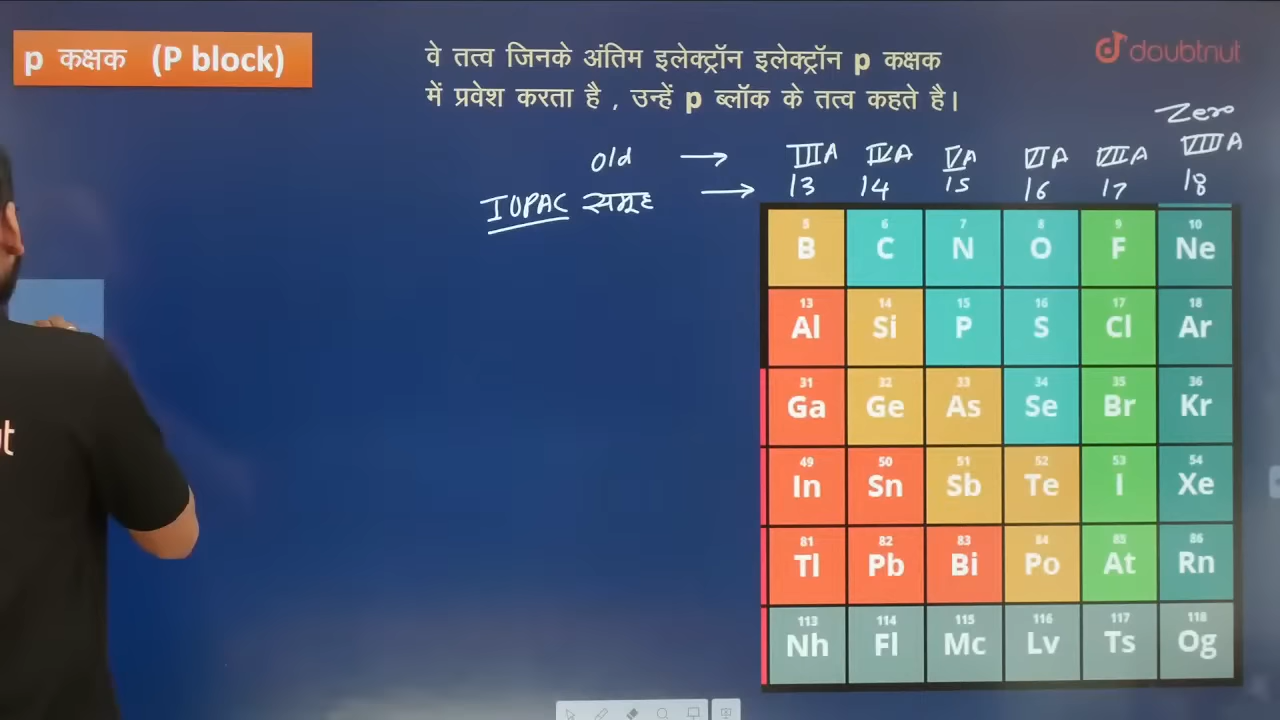 p कक्षक (P block)
वे तत्व जिनके अंतिम इलेक्ट्रॉन इलेक्ट्रॉन p कक्षक
में प्रवेश करता है , उन्हें p ब्लॉक के तत्व कहते है।
doubtnut
Zero
Old → IIIA IVA VA VIA VIIA VIIIA
IUPAC समूह → 13 14 15 16 17 18
5 6 7 8 9 10
B C N O F Ne
13 14 15 16 17 18
Al Si P S Cl Ar
31 32 33 34 35 36
Ga Ge As Se Br Kr
49 50 51 52 53 54
In Sn Sb Te I Xe
81 82 83 84 85 86
Tl Pb Bi Po At Rn
113 114 115 116 117 118
Nh Fl Mc Lv Ts Og